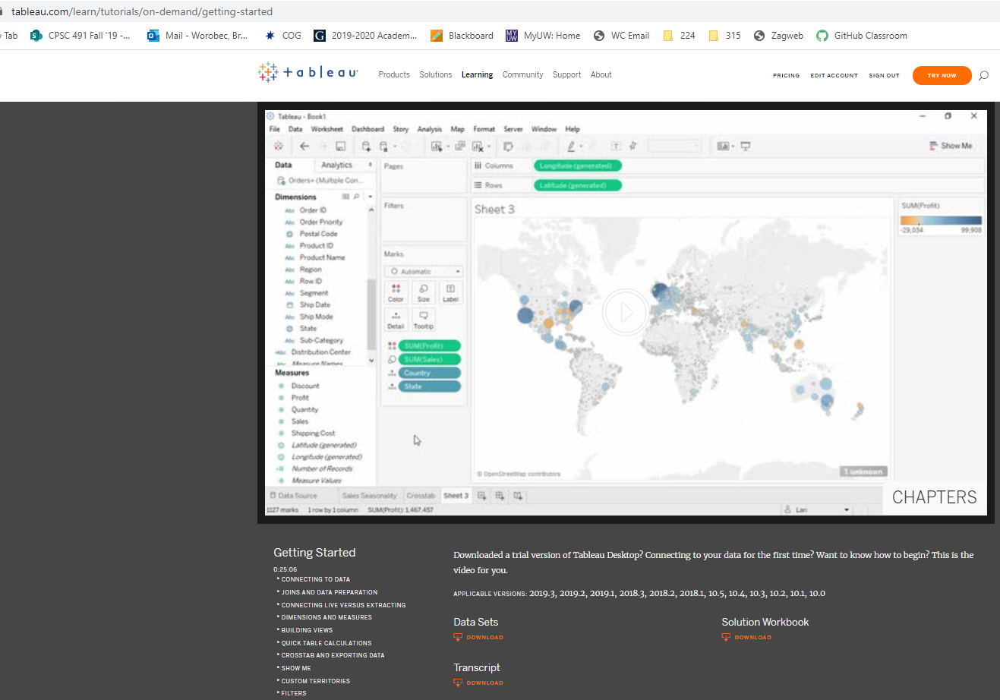 tableau.com/learn/tutorials/on-demand/getting-started
Tab CPSC 491 Fall '19 -... Mail - Worobec, Br... COG 2019-2020 Academ... Blackboard MyUW: Home WC Email 224 315 Zagweb GitHub Classroom
+ableau Products Solutions Learning Community Support About PRICING EDIT ACCOUNT SIGN OUT TRY NOW
Tableau - Book1
File Data Worksheet Dashboard Story Analysis Map Format Server Window Help
Show Me
Data Analytics
Orders+ (Multiple Con...
Dimensions
Abc Order ID
Abc Order Priority
Postal Code
Abc Product ID
Abc Product Name
Abc Region
Abc Row ID
Abc Segment
Ship Date
Abc Ship Mode
State
Abc Sub-Category
Abc Distribution Center
Abc Measure Names
Measures
# Discount
# Profit
# Quantity
# Sales
# Shipping Cost
Latitude (generated)
Longitude (generated)
# Number of Records
# Measure Values
Pages
Filters
Marks
Automatic
Color Size Label
Detail Tooltip
SUM(Profit)
SUM(Sales)
Country
State
Columns Longitude (generated)
Rows Latitude (generated)
Sheet 3
© OpenStreetMap contributors
1 unknown
SUM(Profit)
-29,034 99,908
Data Source Sales Seasonality Crosstab Sheet 3
1127 marks 1 row by 1 column SUM(Profit): 1,467,457
Lari
CHAPTERS
Getting Started
0:25:06
CONNECTING TO DATA
JOINS AND DATA PREPARATION
CONNECTING LIVE VERSUS EXTRACTING
DIMENSIONS AND MEASURES
BUILDING VIEWS
QUICK TABLE CALCULATIONS
CROSSTAB AND EXPORTING DATA
SHOW ME
CUSTOM TERRITORIES
FILTERS
Downloaded a trial version of Tableau Desktop? Connecting to your data for the first time? Want to know how to begin? This is the
video for you.
APPLICABLE VERSIONS: 2019.3, 2019.2, 2019.1, 2018.3, 2018.2, 2018.1, 10.5, 10.4, 10.3, 10.2, 10.1, 10.0
Data Sets
DOWNLOAD
Solution Workbook
DOWNLOAD
Transcript
DOWNLOAD